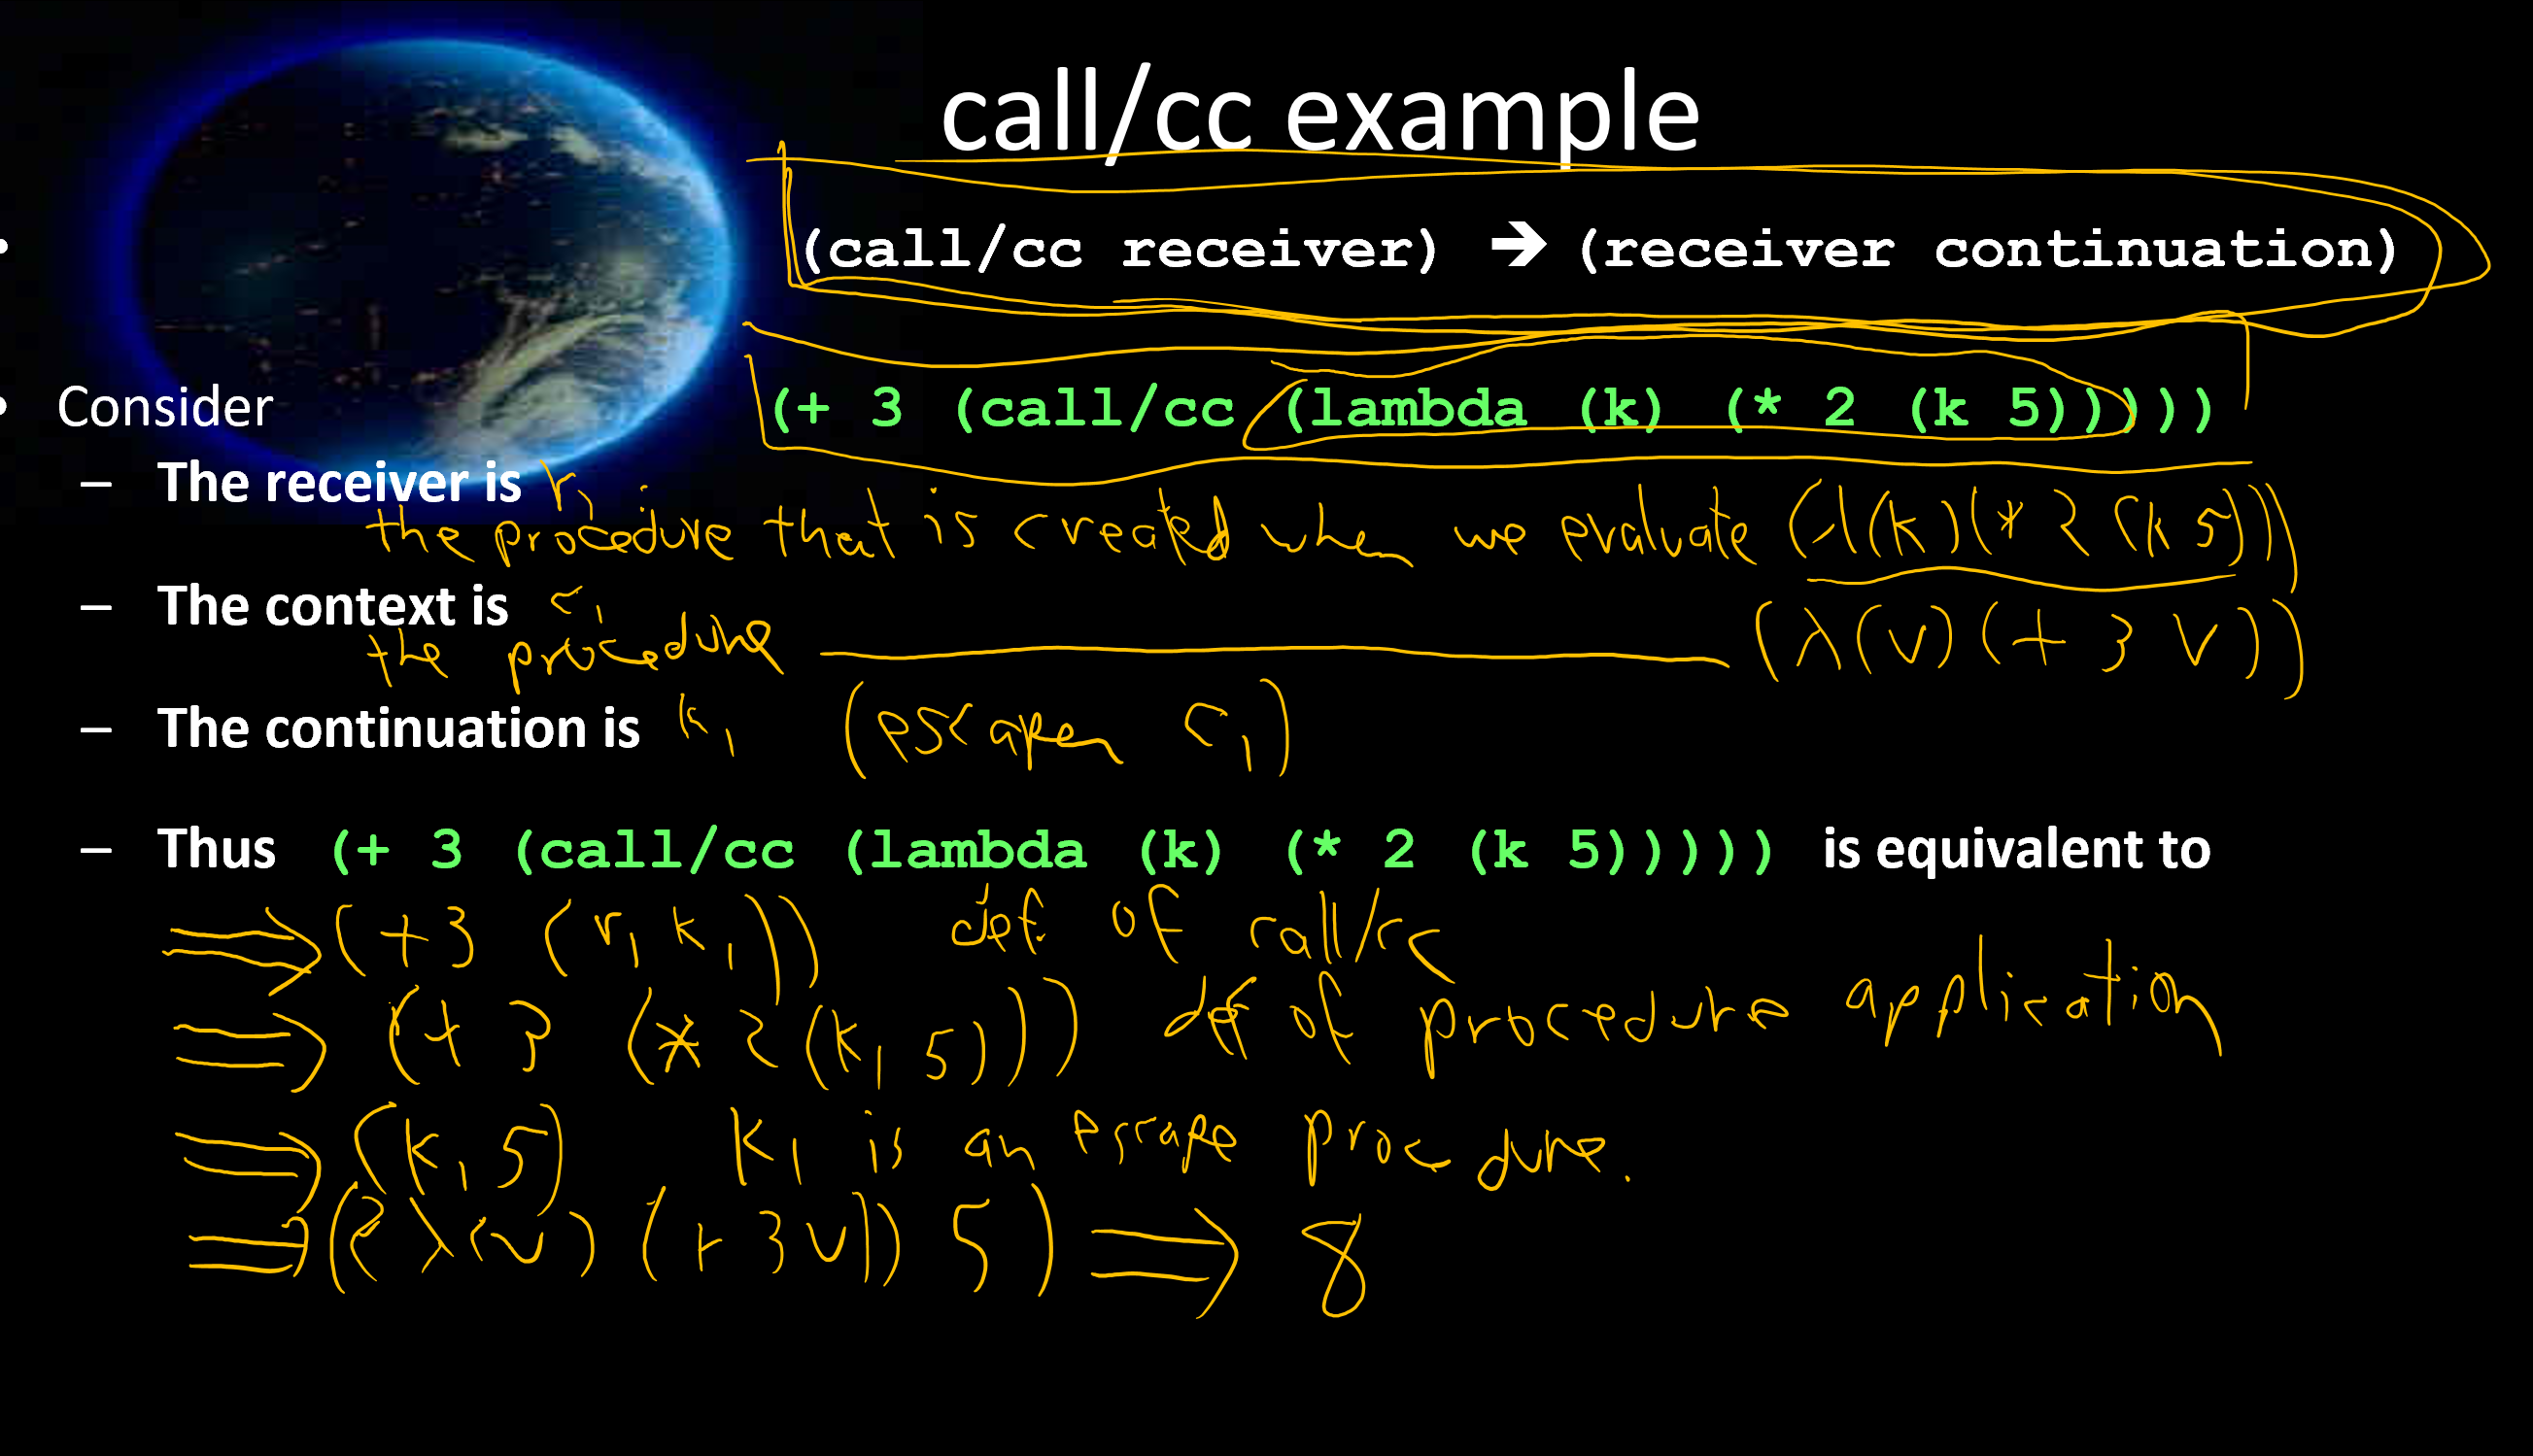 call/cc example
• (call/cc receiver) ➔ (receiver continuation)
• Consider (+ 3 (call/cc (lambda (k) (* 2 (k 5)))))
– The receiver is r₁
the procedure that is created when we evaluate (λ(k)(* 2 (k 5)))
– The context is c₁
the procedure ———— (λ(v)(+ 3 v))
– The continuation is k₁ (escaper c₁)
– Thus (+ 3 (call/cc (lambda (k) (* 2 (k 5))))) is equivalent to
⟹ (+ 3 (r₁ k₁)) def. of call/cc
⟹ (+ 3 (* 2 (k₁ 5))) def of procedure application
⟹ (k₁ 5) k₁ is an escape procedure.
⟹ ((λ(v) (+ 3 v)) 5) ⟹ 8